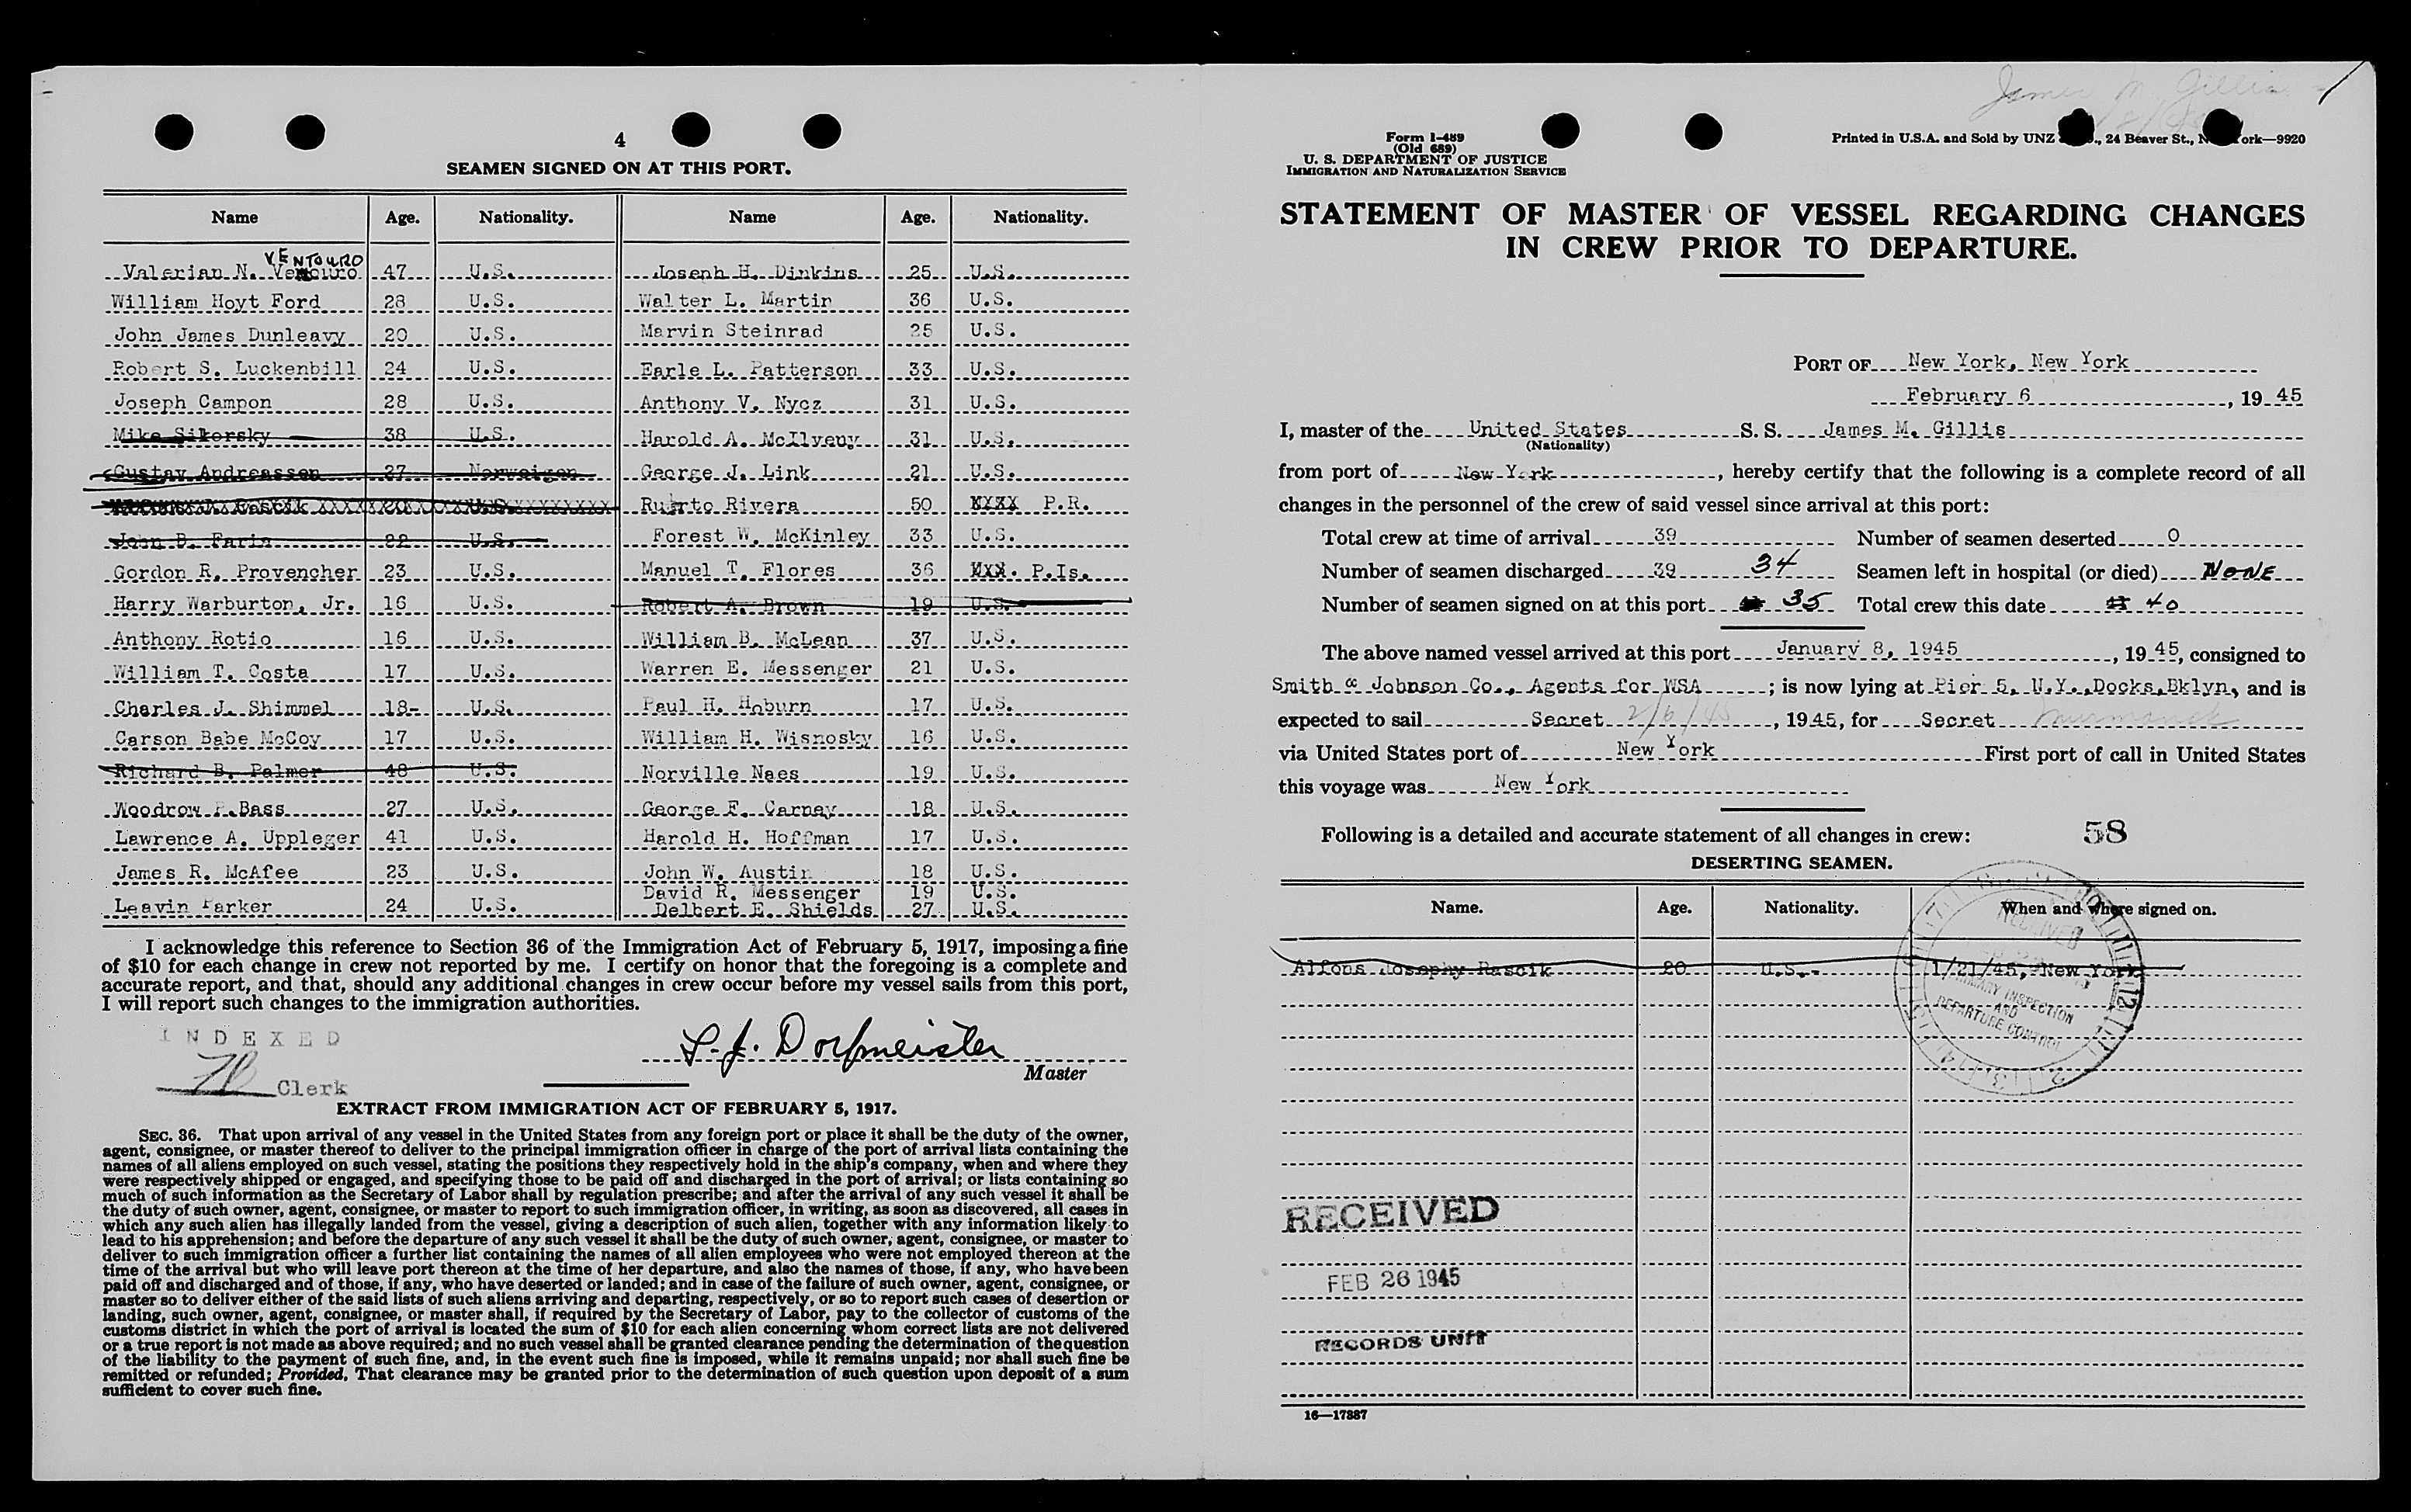 4
SEAMEN SIGNED ON AT THIS PORT.
Name Age. Nationality. Name Age. Nationality.
VENTOURO
Valerian N. Ventouro 47 U.S. Joseph H. Dinkins 25 U.S.
William Hoyt Ford 28 U.S. Walter L. Martin 36 U.S.
John James Dunleavy 20 U.S. Marvin Steinrad 25 U.S.
Robert S. Luckenbill 24 U.S. Earle L. Patterson 33 U.S.
Joseph Campon 28 U.S. Anthony V. Nycz 31 U.S.
Mike Sikorsky 38 U.S. Harold A. McIlveny 31 U.S.
Gustav Andreassen 27 Norweigen George J. Link 21 U.S.
Rascik 20 U.S. Ruerto Rivera 50 XXXX P.R.
John B. Faria 22 U.S. Forest W. McKinley 33 U.S.
Gordon R. Provencher 23 U.S. Manuel T. Flores 36 XXX. P.Is.
Harry Warburton, Jr. 16 U.S. Robert A. Brown 19 U.S.
Anthony Rotio 16 U.S. William B. McLean 37 U.S.
William T. Costa 17 U.S. Warren E. Messenger 21 U.S.
Charles J. Shimmel 18- U.S. Paul H. Hoburn 17 U.S.
Carson Babe McCoy 17 U.S. William H. Wisnosky 16 U.S.
Richard B. Palmer 48 U.S. Norville Naes 19 U.S.
Woodrow Bass 27 U.S. George F. Carney 18 U.S.
Lawrence A. Uppleger 41 U.S. Harold H. Hoffman 17 U.S.
James R. McAfee 23 U.S. John W. Austin 18 U.S.
David R. Messenger 19 U.S.
Leavin Parker 24 U.S. Delbert E. Shields 27 U.S.
I acknowledge this reference to Section 36 of the Immigration Act of February 5, 1917, imposing a fine
of $10 for each change in crew not reported by me. I certify on honor that the foregoing is a complete and
accurate report, and that, should any additional changes in crew occur before my vessel sails from this port,
I will report such changes to the immigration authorities.
INDEXED
L. J. Dorfmeister
Clerk
Master
EXTRACT FROM IMMIGRATION ACT OF FEBRUARY 5, 1917.
SEC. 36. That upon arrival of any vessel in the United States from any foreign port or place it shall be the duty of the owner,
agent, consignee, or master thereof to deliver to the principal immigration officer in charge of the port of arrival lists containing the
names of all aliens employed on such vessel, stating the positions they respectively hold in the ship's company, when and where they
were respectively shipped or engaged, and specifying those to be paid off and discharged in the port of arrival; or lists containing so
much of such information as the Secretary of Labor shall by regulation prescribe; and after the arrival of any such vessel it shall be
the duty of such owner, agent, consignee, or master to report to such immigration officer, in writing, as soon as discovered, all cases in
which any such alien has illegally landed from the vessel, giving a description of such alien, together with any information likely to
lead to his apprehension; and before the departure of any such vessel it shall be the duty of such owner, agent, consignee, or master to
deliver to such immigration officer a further list containing the names of all alien employees who were not employed thereon at the
time of the arrival but who will leave port thereon at the time of her departure, and also the names of those, if any, who have been
paid off and discharged and of those, if any, who have deserted or landed; and in case of the failure of such owner, agent, consignee, or
master so to deliver either of the said lists of such aliens arriving and departing, respectively, or so to report such cases of desertion or
landing, such owner, agent, consignee, or master shall, if required by the Secretary of Labor, pay to the collector of customs of the
customs district in which the port of arrival is located the sum of $10 for each alien concerning whom correct lists are not delivered
or a true report is not made as above required; and no such vessel shall be granted clearance pending the determination of the question
of the liability to the payment of such fine, and, in the event such fine is imposed, while it remains unpaid; nor shall such fine be
remitted or refunded; Provided, That clearance may be granted prior to the determination of such question upon deposit of a sum
sufficient to cover such fine.
James M. Gillis
Form I-489
(Old 689)
U. S. DEPARTMENT OF JUSTICE
IMMIGRATION AND NATURALIZATION SERVICE
Printed in U.S.A. and Sold by UNZ ., 24 Beaver St., N ork—9920
STATEMENT OF MASTER OF VESSEL REGARDING CHANGES
IN CREW PRIOR TO DEPARTURE.
PORT OF New York, New York
February 6, 19 45
I, master of the United States S. S. James M. Gillis
(Nationality)
from port of New York, hereby certify that the following is a complete record of all
changes in the personnel of the crew of said vessel since arrival at this port:
Total crew at time of arrival 39 Number of seamen deserted 0
Number of seamen discharged 39 34 Seamen left in hospital (or died) NONE
Number of seamen signed on at this port 35 Total crew this date 40
The above named vessel arrived at this port January 8, 1945, 19 45, consigned to
Smith & Johnson Co., Agents for WSA; is now lying at Pier 5, N.Y. Docks, Bklyn, and is
expected to sail Secret 2/6/45, 1945, for Secret Murmansk
via United States port of New York First port of call in United States
this voyage was New York
Following is a detailed and accurate statement of all changes in crew: 58
DESERTING SEAMEN.
Name. Age. Nationality. When and where signed on.
RECEIVED
Alfons Josephy Rascik 20 U.S. 1/21/45, New York
INSPECTION
AND
DEPARTURE CONTROL
RECEIVED
FEB 26 1945
RECORDS UNIT
16—17887